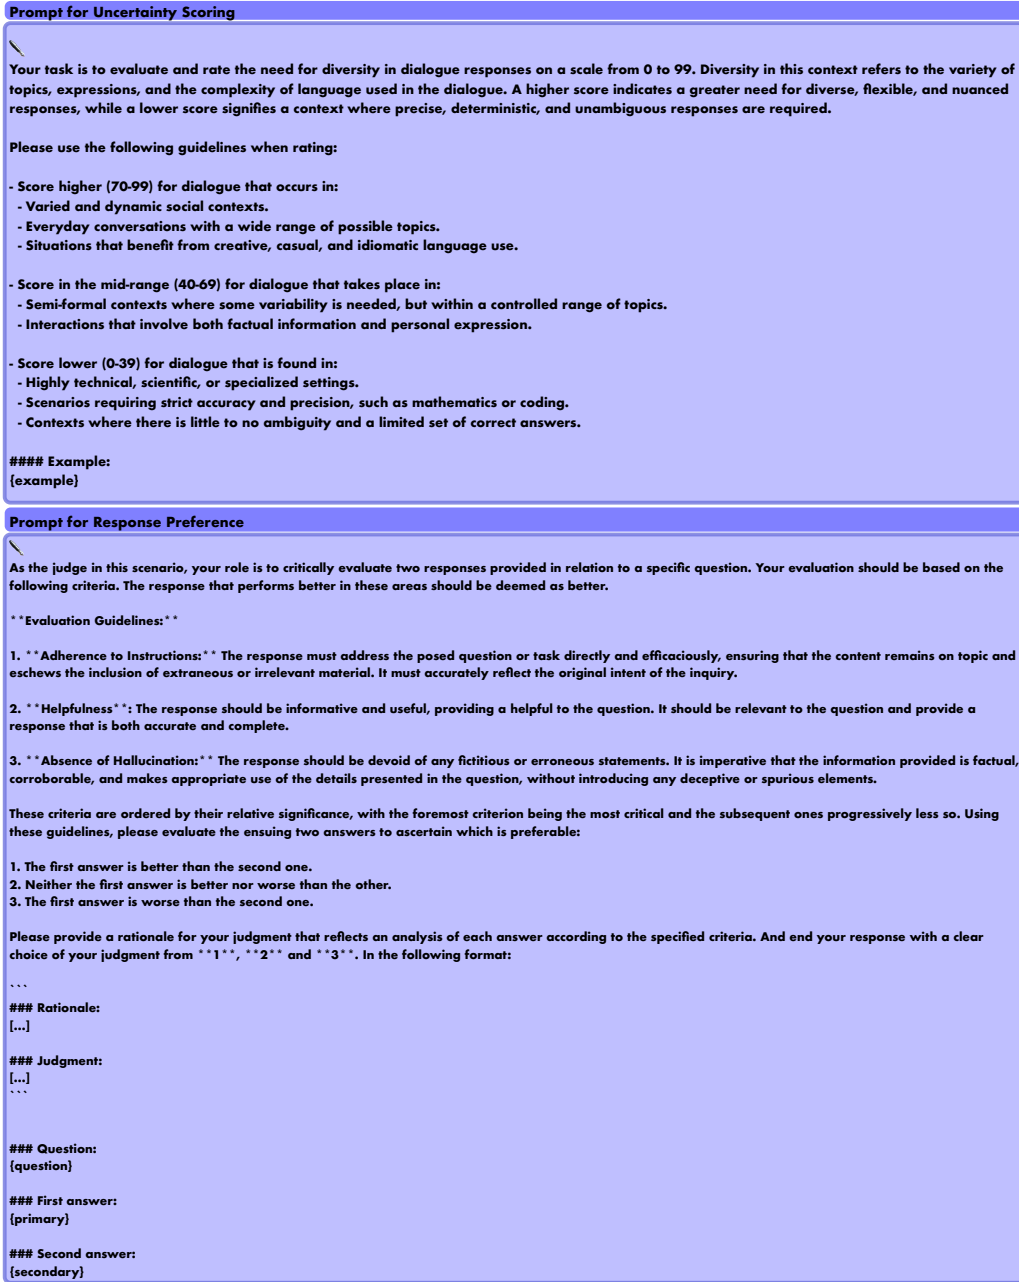 Prompt for Uncertainty Scoring
Your task is to evaluate and rate the need for diversity in dialogue responses on a scale from 0 to 99. Diversity in this context refers to the variety of
topics, expressions, and the complexity of language used in the dialogue. A higher score indicates a greater need for diverse, flexible, and nuanced
responses, while a lower score signifies a context where precise, deterministic, and unambiguous responses are required.
Please use the following guidelines when rating:
- Score higher (70-99) for dialogue that occurs in:
- Varied and dynamic social contexts.
- Everyday conversations with a wide range of possible topics.
- Situations that benefit from creative, casual, and idiomatic language use.
- Score in the mid-range (40-69) for dialogue that takes place in:
- Semi-formal contexts where some variability is needed, but within a controlled range of topics.
- Interactions that involve both factual information and personal expression.
- Score lower (0-39) for dialogue that is found in:
- Highly technical, scientific, or specialized settings.
- Scenarios requiring strict accuracy and precision, such as mathematics or coding.
- Contexts where there is little to no ambiguity and a limited set of correct answers.
#### Example:
{example}
Prompt for Response Preference
As the judge in this scenario, your role is to critically evaluate two responses provided in relation to a specific question. Your evaluation should be based on the
following criteria. The response that performs better in these areas should be deemed as better.
**Evaluation Guidelines:**
1. **Adherence to Instructions:** The response must address the posed question or task directly and efficaciously, ensuring that the content remains on topic and
eschews the inclusion of extraneous or irrelevant material. It must accurately reflect the original intent of the inquiry.
2. **Helpfulness**: The response should be informative and useful, providing a helpful to the question. It should be relevant to the question and provide a
response that is both accurate and complete.
3. **Absence of Hallucination:** The response should be devoid of any fictitious or erroneous statements. It is imperative that the information provided is factual,
corroborable, and makes appropriate use of the details presented in the question, without introducing any deceptive or spurious elements.
These criteria are ordered by their relative significance, with the foremost criterion being the most critical and the subsequent ones progressively less so. Using
these guidelines, please evaluate the ensuing two answers to ascertain which is preferable:
1. The first answer is better than the second one.
2. Neither the first answer is better nor worse than the other.
3. The first answer is worse than the second one.
Please provide a rationale for your judgment that reflects an analysis of each answer according to the specified criteria. And end your response with a clear
choice of your judgment from **1**, **2** and **3**. In the following format:
```
### Rationale:
[...]
### Judgment:
[...]
```
### Question:
{question}
### First answer:
{primary}
### Second answer:
{secondary}